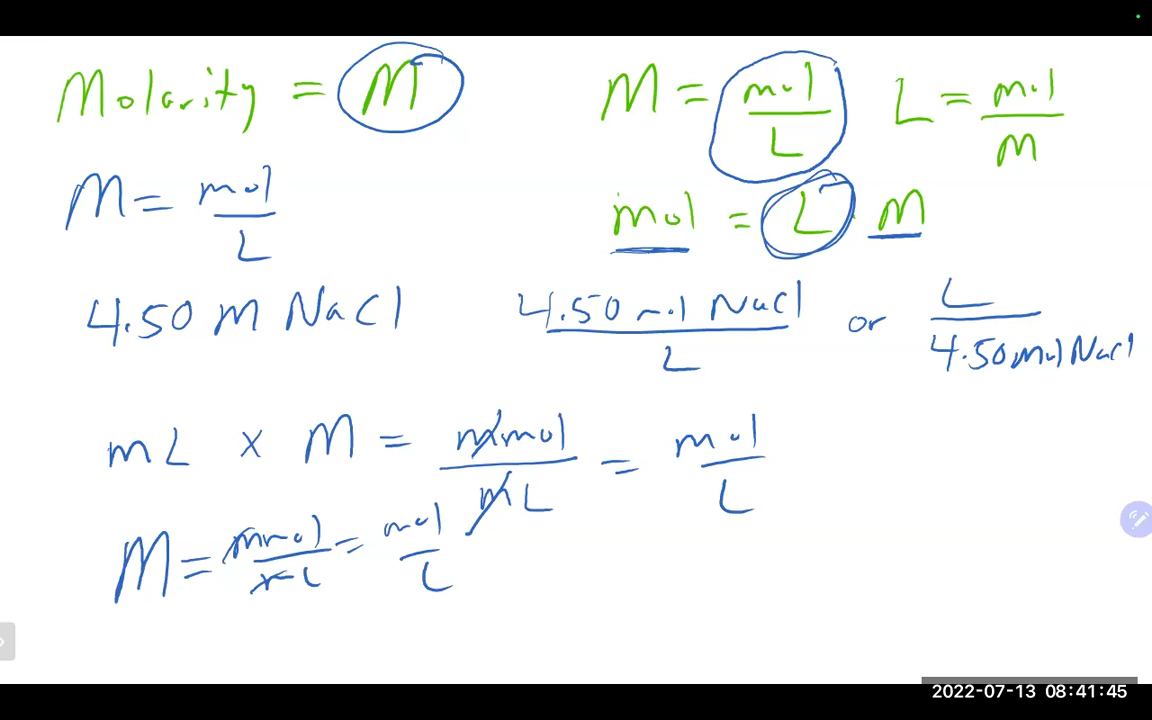 Molarity = M
M = mol/L
L = mol/M
mol = L · M
M = mol/L
4.50 M NaCl
4.50 mol NaCl/L or L/4.50 mol NaCl
mL x M = mmol/mL = mol/L
M = mmol/mL = mol/L
2022-07-13 08:41:45